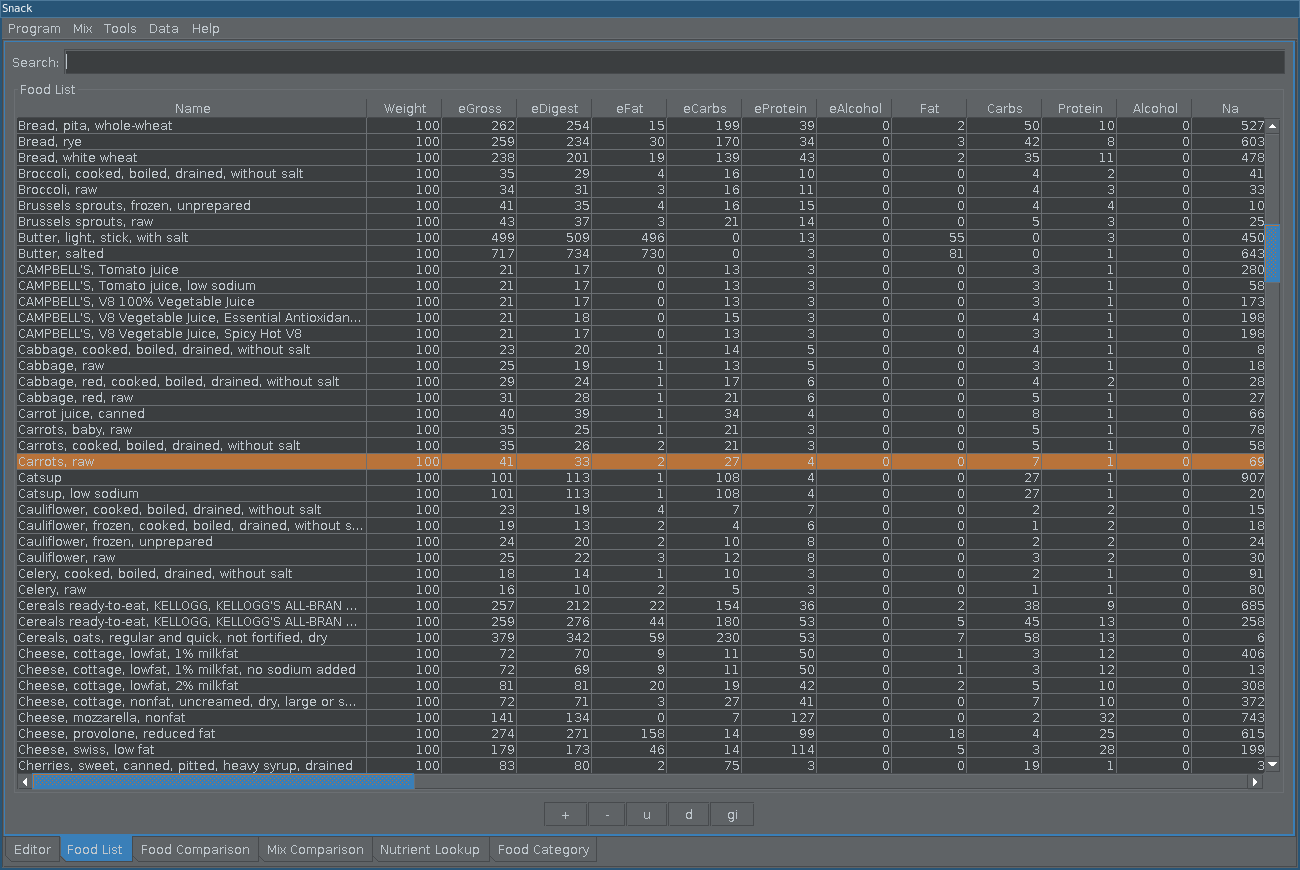 Snack
Program Mix Tools Data Help
Search:
Food List
Name Weight eGross eDigest eFat eCarbs eProtein eAlcohol Fat Carbs Protein Alcohol Na
Bread, pita, whole-wheat 100 262 254 15 199 39 0 2 50 10 0 527
Bread, rye 100 259 234 30 170 34 0 3 42 8 0 603
Bread, white wheat 100 238 201 19 139 43 0 2 35 11 0 478
Broccoli, cooked, boiled, drained, without salt 100 35 29 4 16 10 0 0 4 2 0 41
Broccoli, raw 100 34 31 3 16 11 0 0 4 3 0 33
Brussels sprouts, frozen, unprepared 100 41 35 4 16 15 0 0 4 4 0 10
Brussels sprouts, raw 100 43 37 3 21 14 0 0 5 3 0 25
Butter, light, stick, with salt 100 499 509 496 0 13 0 55 0 3 0 450
Butter, salted 100 717 734 730 0 3 0 81 0 1 0 643
CAMPBELL'S, Tomato juice 100 21 17 0 13 3 0 0 3 1 0 280
CAMPBELL'S, Tomato juice, low sodium 100 21 17 0 13 3 0 0 3 1 0 58
CAMPBELL'S, V8 100% Vegetable Juice 100 21 17 0 13 3 0 0 3 1 0 173
CAMPBELL'S, V8 Vegetable Juice, Essential Antioxidan... 100 21 18 0 15 3 0 0 4 1 0 198
CAMPBELL'S, V8 Vegetable Juice, Spicy Hot V8 100 21 17 0 13 3 0 0 3 1 0 198
Cabbage, cooked, boiled, drained, without salt 100 23 20 1 14 5 0 0 4 1 0 8
Cabbage, raw 100 25 19 1 13 5 0 0 3 1 0 18
Cabbage, red, cooked, boiled, drained, without salt 100 29 24 1 17 6 0 0 4 2 0 28
Cabbage, red, raw 100 31 28 1 21 6 0 0 5 1 0 27
Carrot juice, canned 100 40 39 1 34 4 0 0 8 1 0 66
Carrots, baby, raw 100 35 25 1 21 3 0 0 5 1 0 78
Carrots, cooked, boiled, drained, without salt 100 35 26 2 21 3 0 0 5 1 0 58
Carrots, raw 100 41 33 2 27 4 0 0 7 1 0 69
Catsup 100 101 113 1 108 4 0 0 27 1 0 907
Catsup, low sodium 100 101 113 1 108 4 0 0 27 1 0 20
Cauliflower, cooked, boiled, drained, without salt 100 23 19 4 7 7 0 0 2 2 0 15
Cauliflower, frozen, cooked, boiled, drained, without s... 100 19 13 2 4 6 0 0 1 2 0 18
Cauliflower, frozen, unprepared 100 24 20 2 10 8 0 0 2 2 0 24
Cauliflower, raw 100 25 22 3 12 8 0 0 3 2 0 30
Celery, cooked, boiled, drained, without salt 100 18 14 1 10 3 0 0 2 1 0 91
Celery, raw 100 16 10 2 5 3 0 0 1 1 0 80
Cereals ready-to-eat, KELLOGG, KELLOGG'S ALL-BRAN ... 100 257 212 22 154 36 0 2 38 9 0 685
Cereals ready-to-eat, KELLOGG, KELLOGG'S ALL-BRAN ... 100 259 276 44 180 53 0 5 45 13 0 258
Cereals, oats, regular and quick, not fortified, dry 100 379 342 59 230 53 0 7 58 13 0 6
Cheese, cottage, lowfat, 1% milkfat 100 72 70 9 11 50 0 1 3 12 0 406
Cheese, cottage, lowfat, 1% milkfat, no sodium added 100 72 69 9 11 50 0 1 3 12 0 13
Cheese, cottage, lowfat, 2% milkfat 100 81 81 20 19 42 0 2 5 10 0 308
Cheese, cottage, nonfat, uncreamed, dry, large or s... 100 72 71 3 27 41 0 0 7 10 0 372
Cheese, mozzarella, nonfat 100 141 134 0 7 127 0 0 2 32 0 743
Cheese, provolone, reduced fat 100 274 271 158 14 99 0 18 4 25 0 615
Cheese, swiss, low fat 100 179 173 46 14 114 0 5 3 28 0 199
Cherries, sweet, canned, pitted, heavy syrup, drained 100 83 80 2 75 3 0 0 19 1 0 3
+ - u d gi
Editor Food List Food Comparison Mix Comparison Nutrient Lookup Food Category